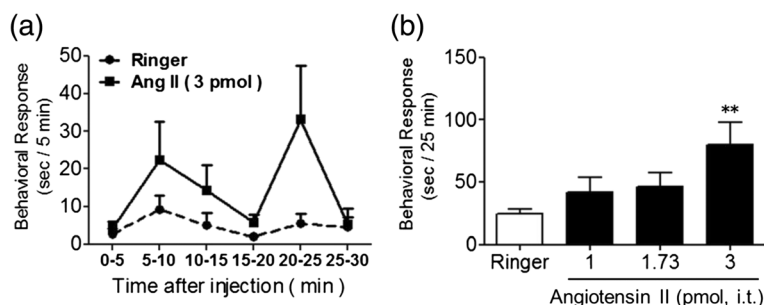 (a)
50
40
30
20
10
0
Behavioral Response
(sec / 5 min)
Ringer
Ang II ( 3 pmol )
0-5 5-10 10-15 15-20 20-25 25-30
Time after injection ( min )
(b)
150
100
50
0
Behavioral Response
(sec / 25 min)
**
Ringer 1 1.73 3
Angiotensin II (pmol, i.t.)